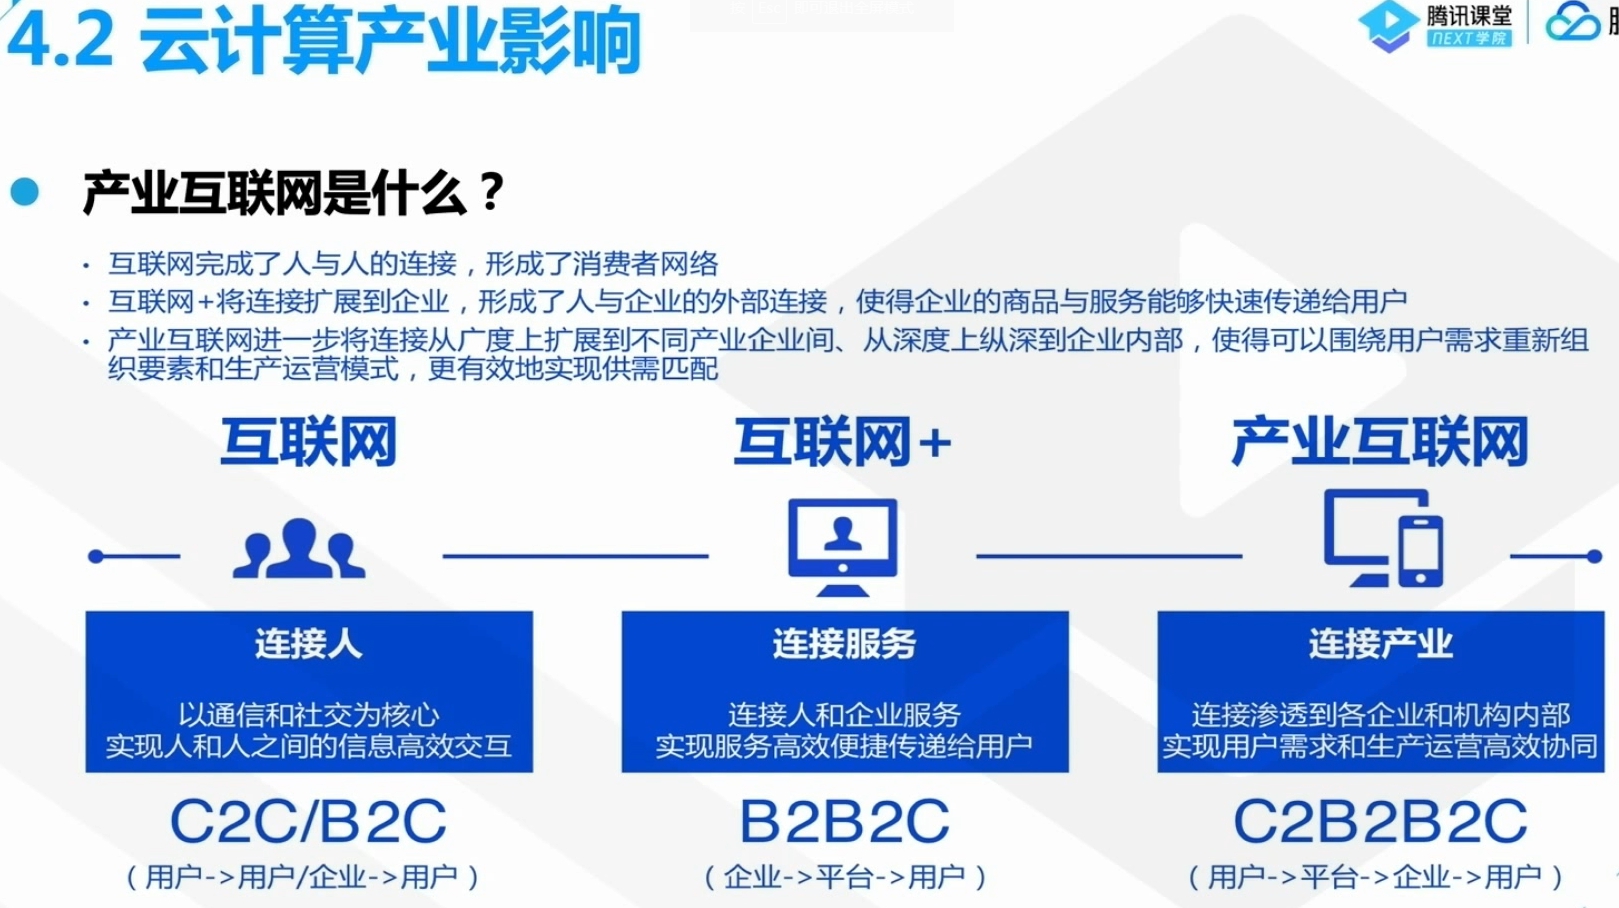 4.2 云计算产业影响
腾讯课堂
NEXT学院
产业互联网是什么？
· 互联网完成了人与人的连接，形成了消费者网络
· 互联网+将连接扩展到企业，形成了人与企业的外部连接，使得企业的商品与服务能够快速传递给用户
· 产业互联网进一步将连接从广度上扩展到不同产业企业间、从深度上纵深到企业内部，使得可以围绕用户需求重新组
织要素和生产运营模式，更有效地实现供需匹配
互联网
互联网+
产业互联网
连接人
以通信和社交为核心
实现人和人之间的信息高效交互
连接服务
连接人和企业服务
实现服务高效便捷传递给用户
连接产业
连接渗透到各企业和机构内部
实现用户需求和生产运营高效协同
C2C/B2C
（用户->用户/企业->用户）
B2B2C
（企业->平台->用户）
C2B2B2C
（用户->平台->企业->用户）